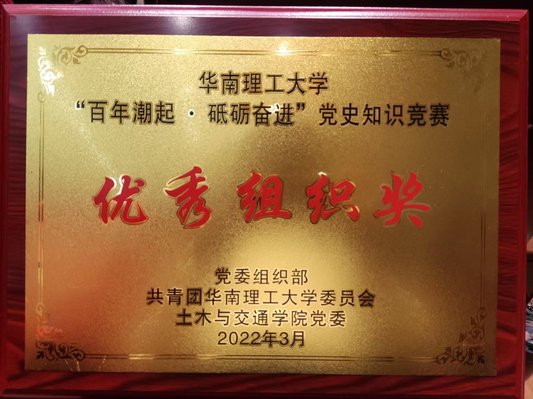 华南理工大学
“百年潮起·砥砺奋进”党史知识竞赛
优秀组织奖
党委组织部
共青团华南理工大学委员会
土木与交通学院党委
2022年3月